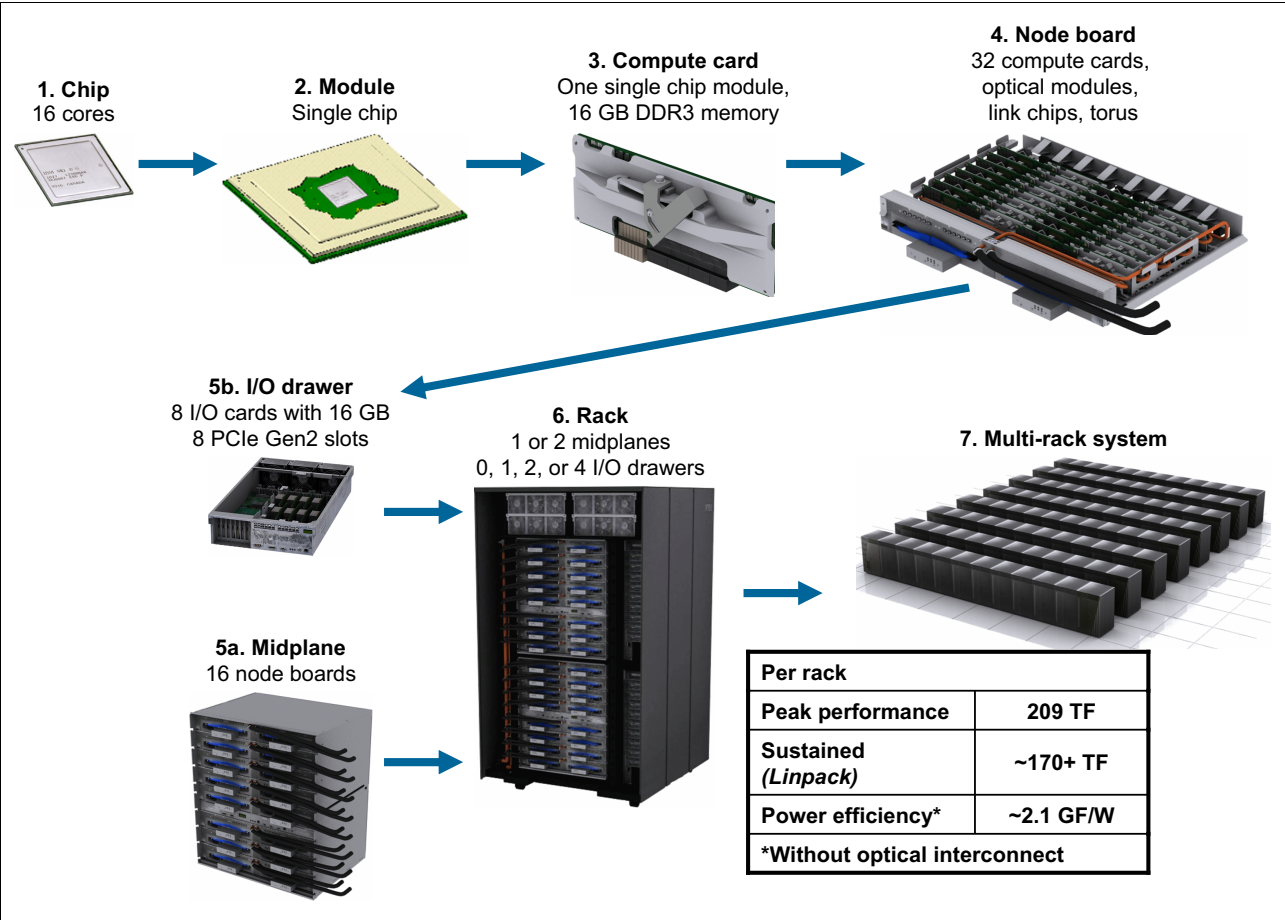 1. Chip
16 cores
2. Module
Single chip
3. Compute card
One single chip module,
16 GB DDR3 memory
4. Node board
32 compute cards,
optical modules,
link chips, torus
5b. I/O drawer
8 I/O cards with 16 GB
8 PCIe Gen2 slots
6. Rack
1 or 2 midplanes
0, 1, 2, or 4 I/O drawers
7. Multi-rack system
5a. Midplane
16 node boards
Per rack
Peak performance 209 TF
Sustained
(Linpack) ~170+ TF
Power efficiency* ~2.1 GF/W
*Without optical interconnect